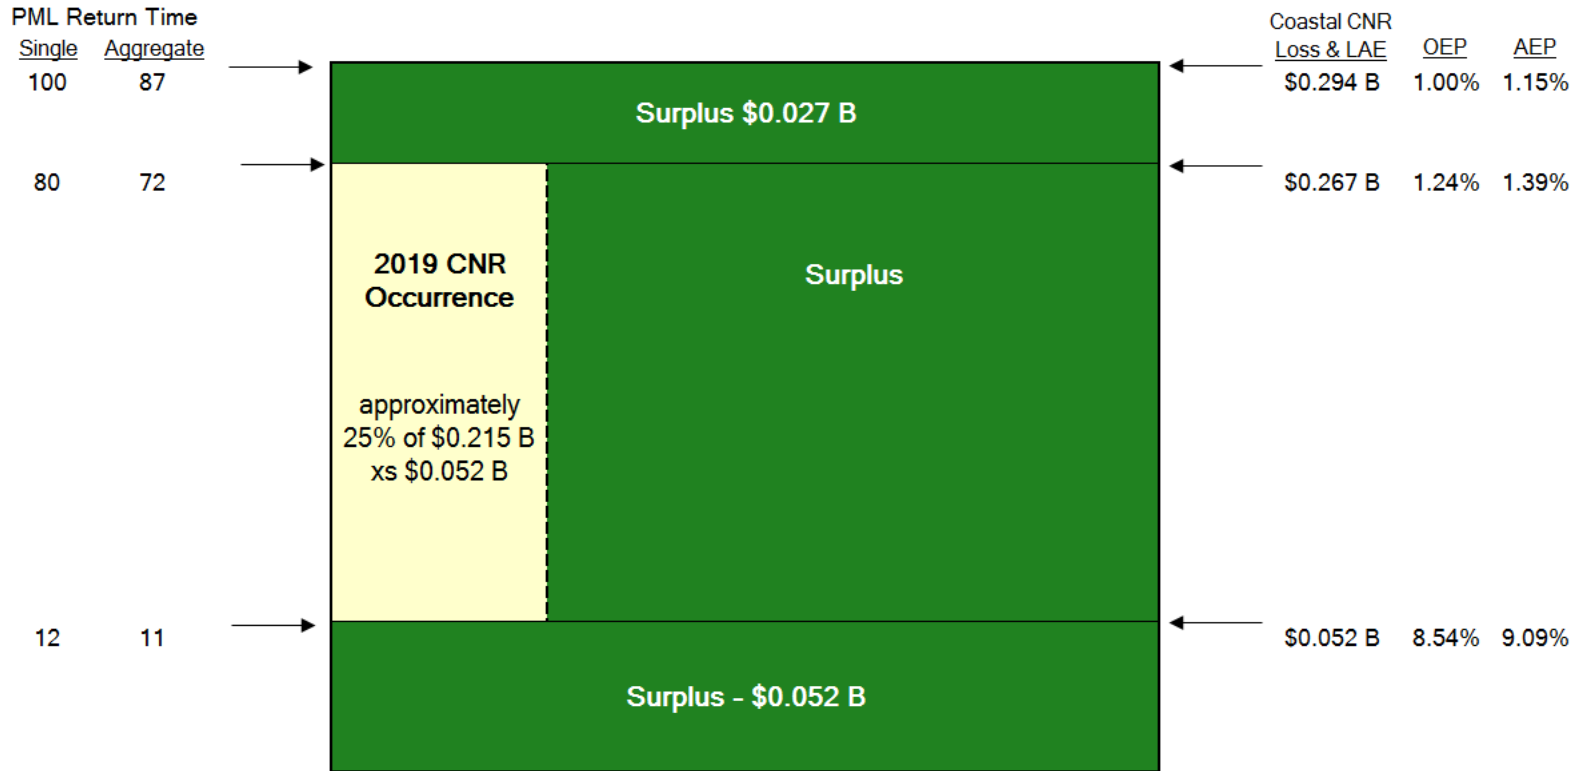 PML Return Time
Single Aggregate
Coastal CNR
Loss & LAE OEP AEP
100 87
$0.294 B 1.00% 1.15%
Surplus $0.027 B
80 72
$0.267 B 1.24% 1.39%
2019 CNR
Occurrence
Surplus
approximately
25% of $0.215 B
xs $0.052 B
12 11
$0.052 B 8.54% 9.09%
Surplus - $0.052 B